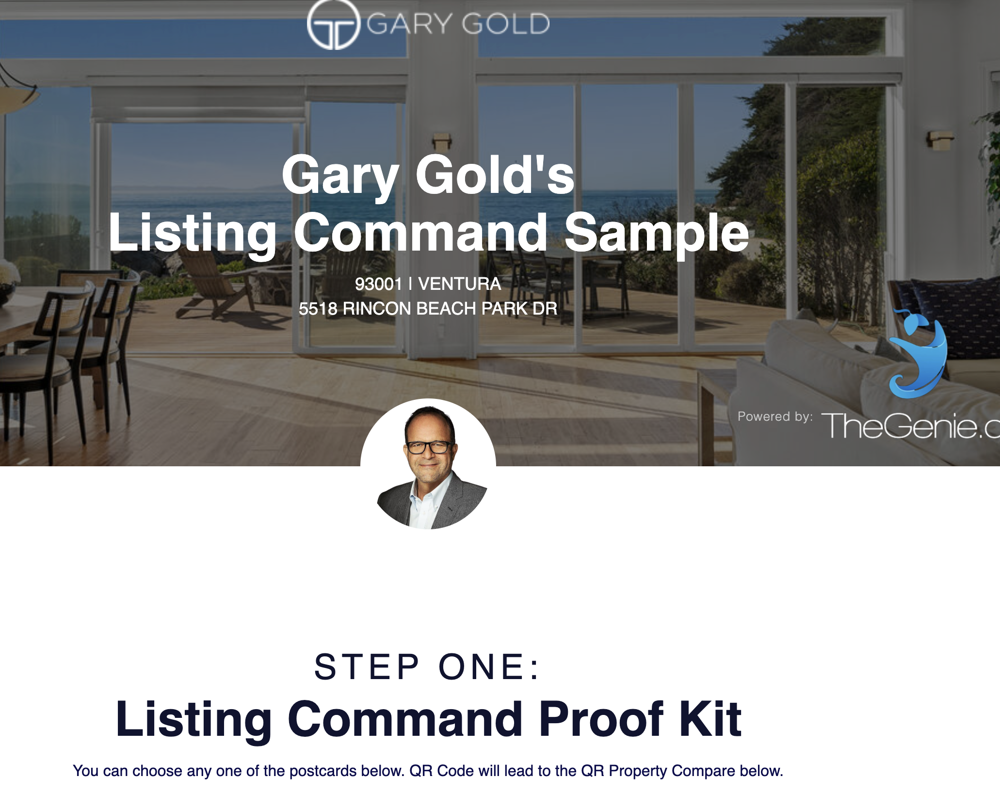 GARY GOLD
Gary Gold's
Listing Command Sample
93001 | VENTURA
5518 RINCON BEACH PARK DR
Powered by: TheGenie.c
STEP ONE:
Listing Command Proof Kit
You can choose any one of the postcards below. QR Code will lead to the QR Property Compare below.